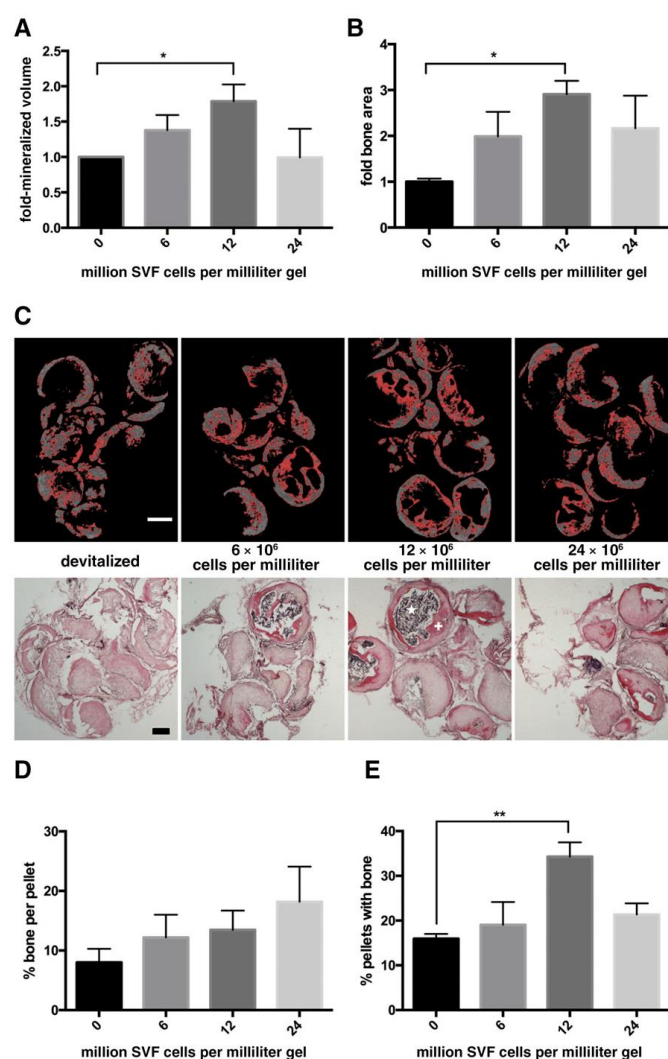 A
fold-mineralized volume
2.5
2.0
1.5
1.0
0.5
0.0
*
0
6
12
24
million SVF cells per milliliter gel
B
fold bone area
4
3
2
1
0
*
0
6
12
24
million SVF cells per milliliter gel
C
devitalized
6 × 10⁶
cells per milliliter
12 × 10⁶
cells per milliliter
24 × 10⁶
cells per milliliter
D
% bone per pellet
30
20
10
0
0
6
12
24
million SVF cells per milliliter gel
E
% pellets with bone
40
30
20
10
0
**
0
6
12
24
million SVF cells per milliliter gel